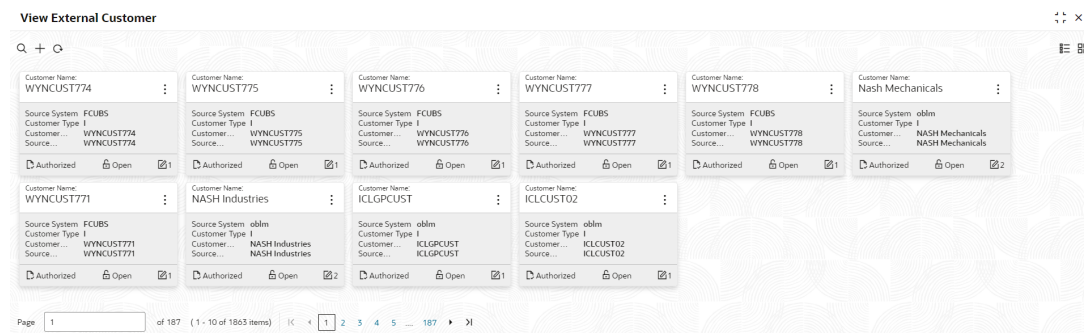 View External Customer
Customer Name:
WYNCUST774
Source System FCUBS
Customer Type I
Customer... WYNCUST774
Source... WYNCUST774
Authorized Open 1
Customer Name:
WYNCUST775
Source System FCUBS
Customer Type I
Customer... WYNCUST775
Source... WYNCUST775
Authorized Open 1
Customer Name:
WYNCUST776
Source System FCUBS
Customer Type I
Customer... WYNCUST776
Source... WYNCUST776
Authorized Open 1
Customer Name:
WYNCUST777
Source System FCUBS
Customer Type I
Customer... WYNCUST777
Source... WYNCUST777
Authorized Open 1
Customer Name:
WYNCUST778
Source System FCUBS
Customer Type I
Customer... WYNCUST778
Source... WYNCUST778
Authorized Open 1
Customer Name:
Nash Mechanicals
Source System oblm
Customer Type I
Customer... NASH Mechanicals
Source... NASH Mechanicals
Authorized Open 2
Customer Name:
WYNCUST771
Source System FCUBS
Customer Type I
Customer... WYNCUST771
Source... WYNCUST771
Authorized Open 1
Customer Name:
NASH Industries
Source System oblm
Customer Type I
Customer... NASH Industries
Source... NASH Industries
Authorized Open 2
Customer Name:
ICLGPCUST
Source System oblm
Customer Type I
Customer... ICLGPCUST
Source... ICLGPCUST
Authorized Open 1
Customer Name:
ICLCUST02
Source System oblm
Customer Type I
Customer... ICLCUST02
Source... ICLCUST02
Authorized Open 1
Page 1 of 187 (1 - 10 of 1863 items) 1 2 3 4 5 ... 187